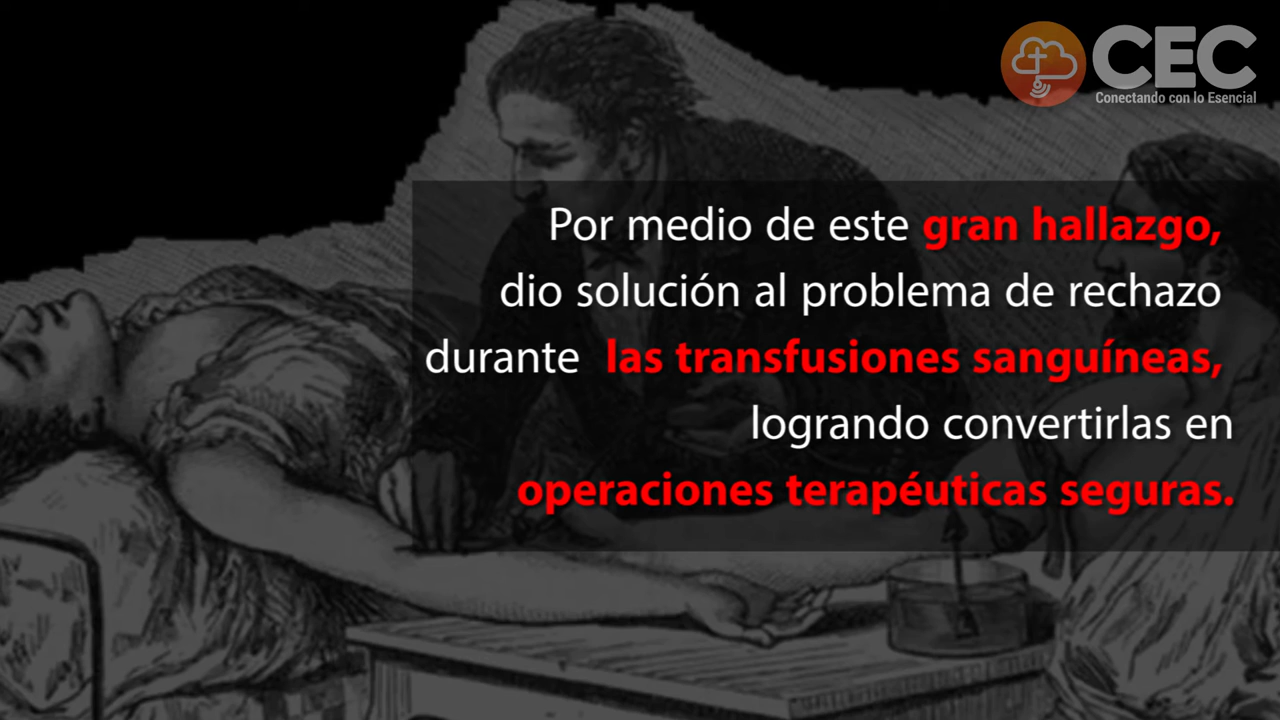 CEC
Conectando con lo Esencial
Por medio de este gran hallazgo,
dio solución al problema de rechazo
durante las transfusiones sanguíneas,
logrando convertirlas en
operaciones terapéuticas seguras.